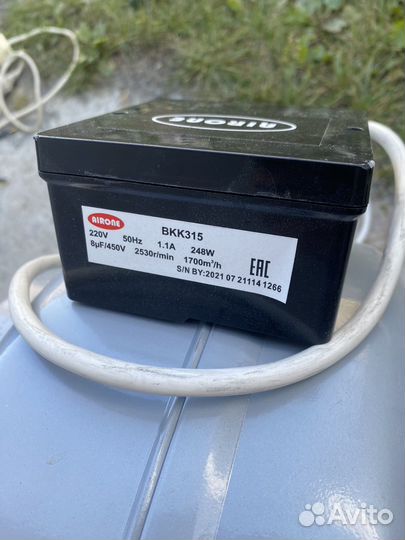 AIRONE
AIRONE
BKK315
220V 50Hz 1.1A 248W
8µF/450V 2530r/min 1700m³/h
S/N BY:2021 07 21114 1266
EAC
Avito